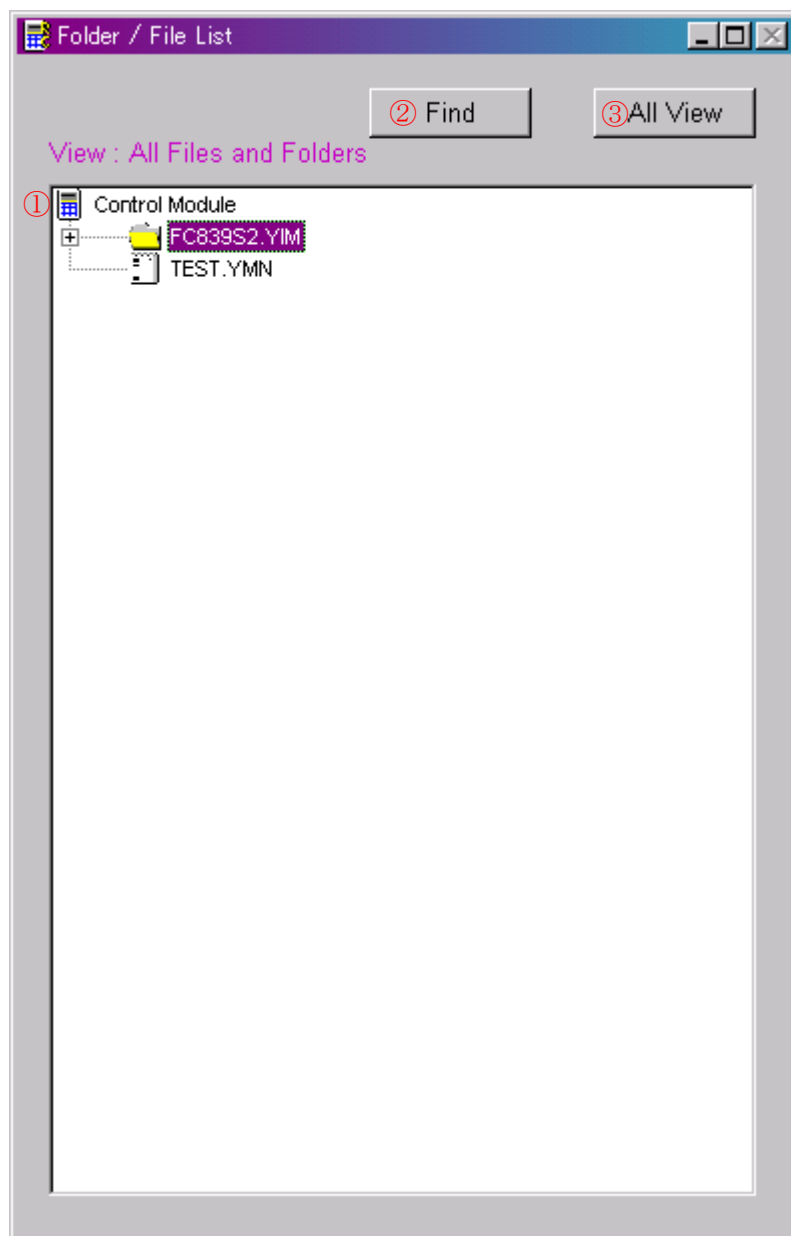 Folder / File List
② Find
③All View
View : All Files and Folders
① Control Module
FC839S2.YIM
TEST.YMN